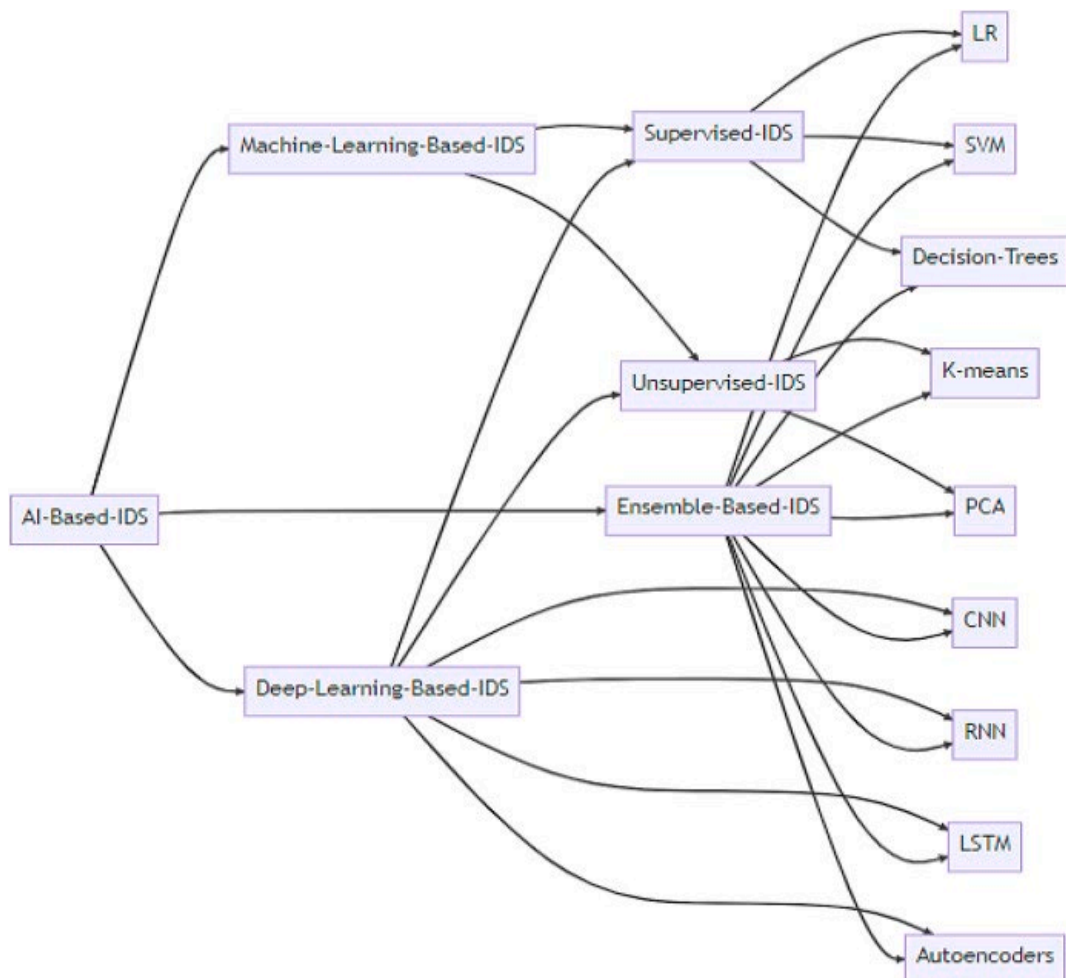 LR
Machine-Learning-Based-IDS
Supervised-IDS
SVM
Decision-Trees
Unsupervised-IDS
K-means
AI-Based-IDS
Ensemble-Based-IDS
PCA
CNN
Deep-Learning-Based-IDS
RNN
LSTM
Autoencoders